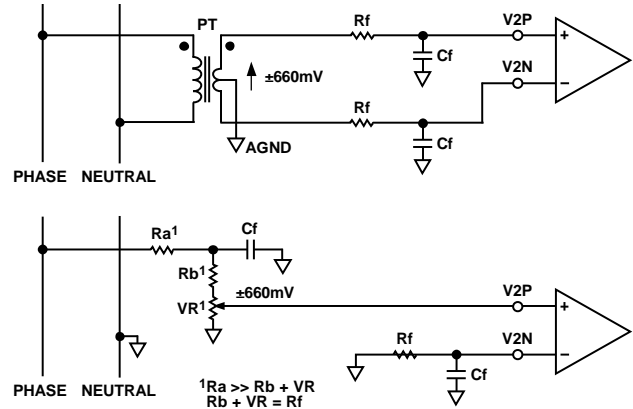 PT
Rf
V2P
+
Cf
±660mV
V2N
−
Rf
Cf
AGND
PHASE NEUTRAL
Ra¹
Cf
Rb¹
±660mV
VR¹
V2P
+
Rf
V2N
−
Cf
PHASE NEUTRAL
¹Ra >> Rb + VR
Rb + VR = Rf